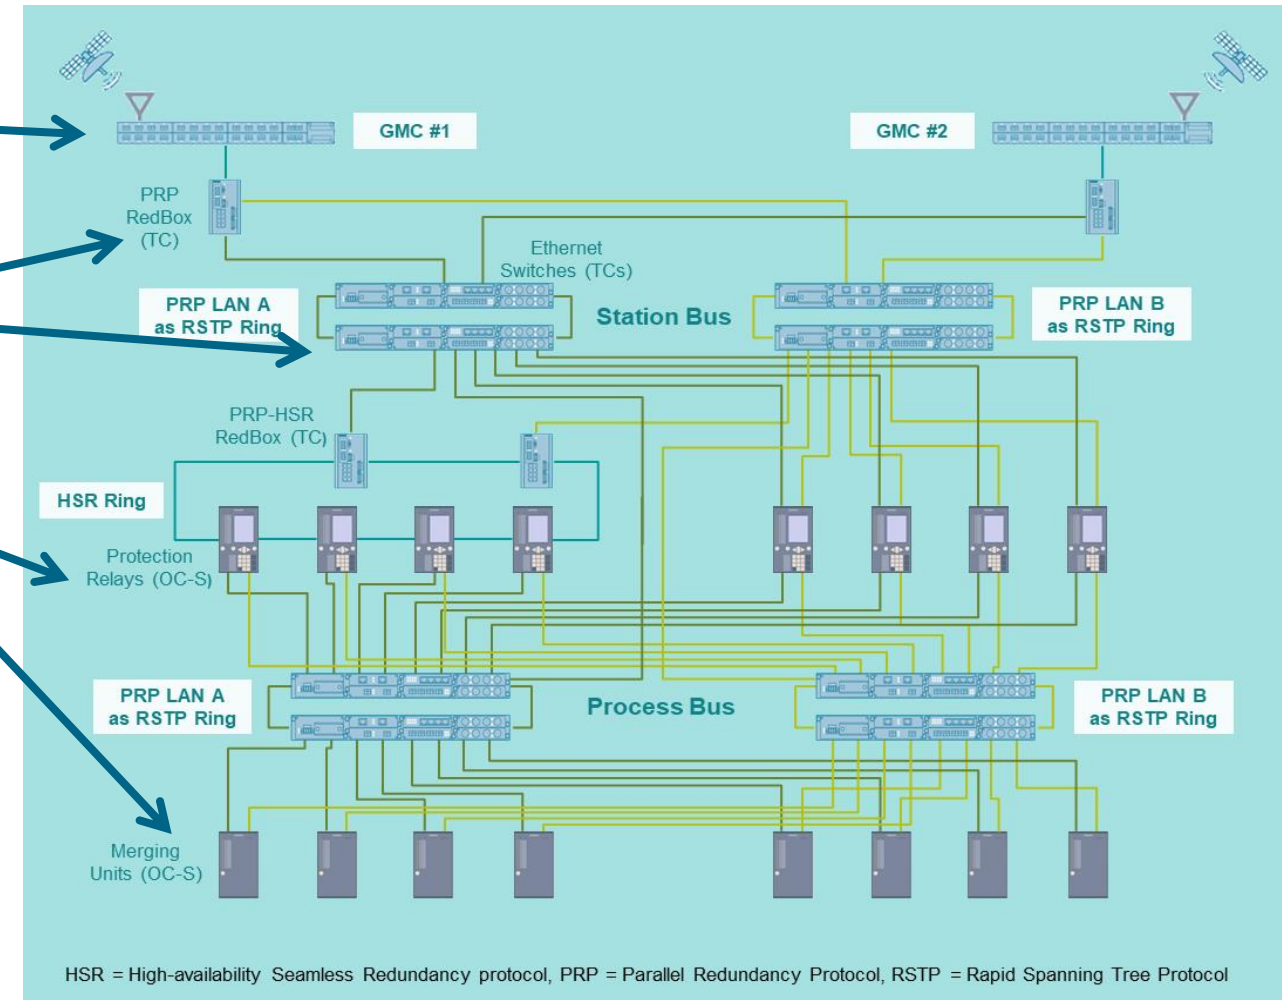 GMC #1
GMC #2
PRP
RedBox
(TC)
Ethernet
Switches (TCs)
PRP LAN A
as RSTP Ring
Station Bus
PRP LAN B
as RSTP Ring
PRP-HSR
RedBox (TC)
HSR Ring
Protection
Relays (OC-S)
PRP LAN A
as RSTP Ring
Process Bus
PRP LAN B
as RSTP Ring
Merging
Units (OC-S)
HSR = High-availability Seamless Redundancy protocol, PRP = Parallel Redundancy Protocol, RSTP = Rapid Spanning Tree Protocol